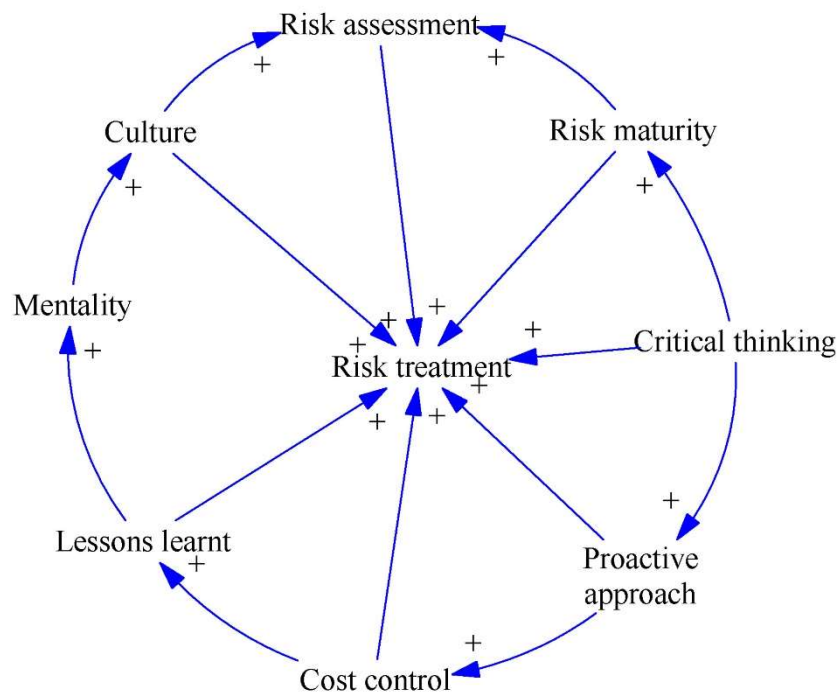 Risk assessment
+
+
Culture
Risk maturity
+
+
Mentality
+
+
+
+
Critical thinking
+
Risk treatment
+
+
+
+
Lessons learnt
+
Proactive
approach
+
+
Cost control